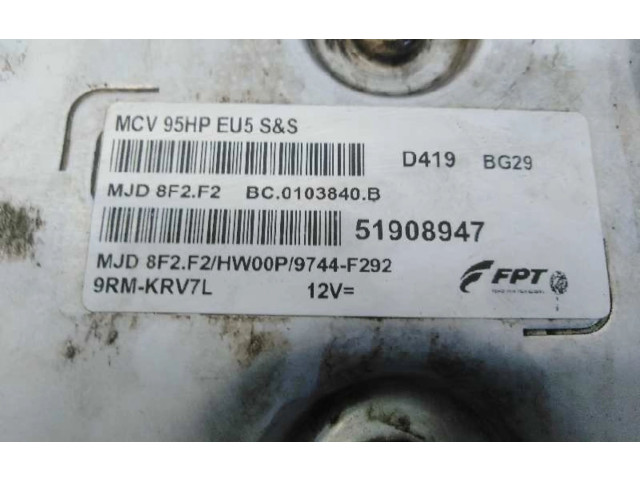 MCV 95HP EU5 S&S
D419 BG29
MJD 8F2.F2 BC.0103840.B
51908947
MJD 8F2.F2/HW00P/9744-F292
9RM-KRV7L 12V=
FPT